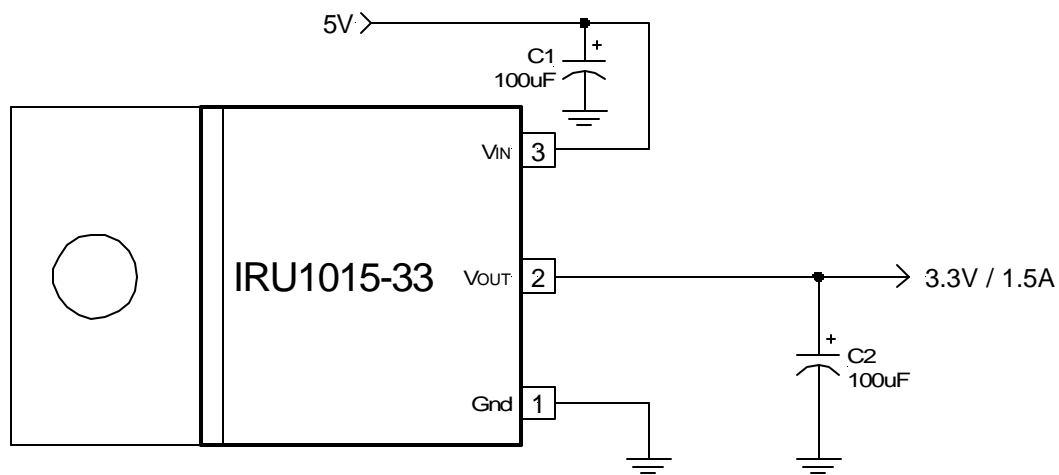 5V
+
C1
100uF
VIN 3
IRU1015-33
VOUT 2
3.3V / 1.5A
+
C2
100uF
Gnd 1